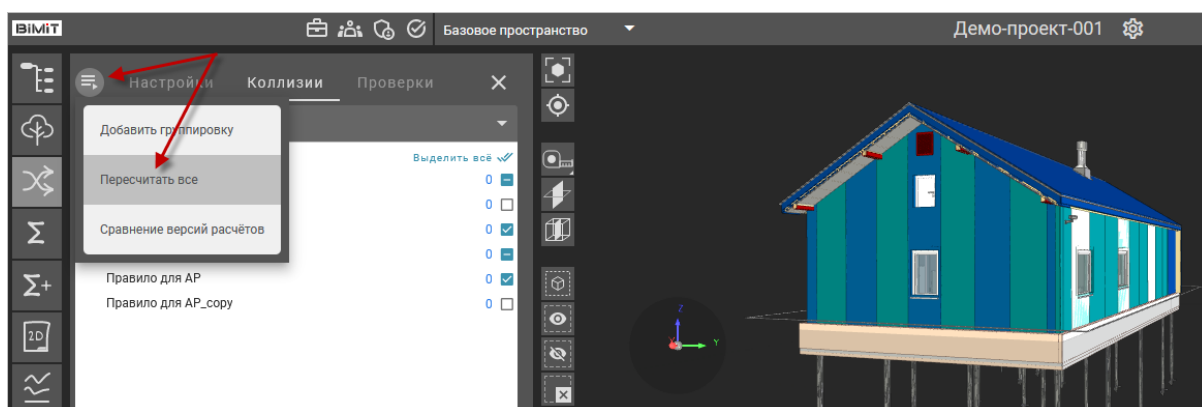 BIMIT
Базовое пространство
Демо-проект-001
Настройки Коллизии Проверки
Добавить группировку
Выделить всё
Пересчитать все
0
0
Сравнение версий расчётов
0
0
Правило для АР 0
Правило для АР_copy 0
Σ
Σ+
2D
Z
X
Y